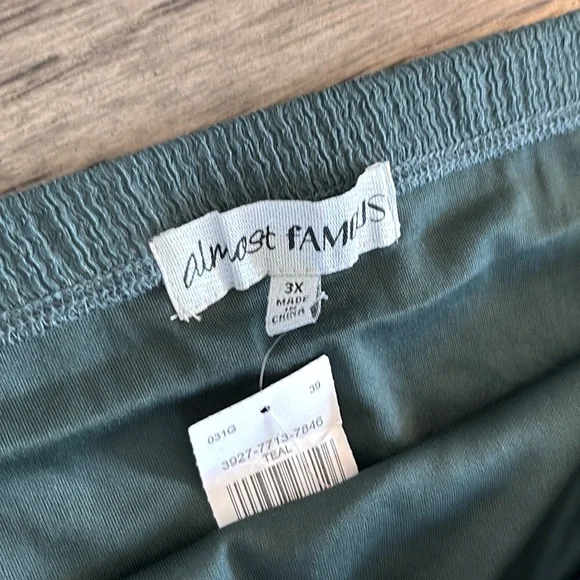 almost FAMOUS
3X
MADE
IN
CHINA
031G 39
3927-7713-7846
TEAL